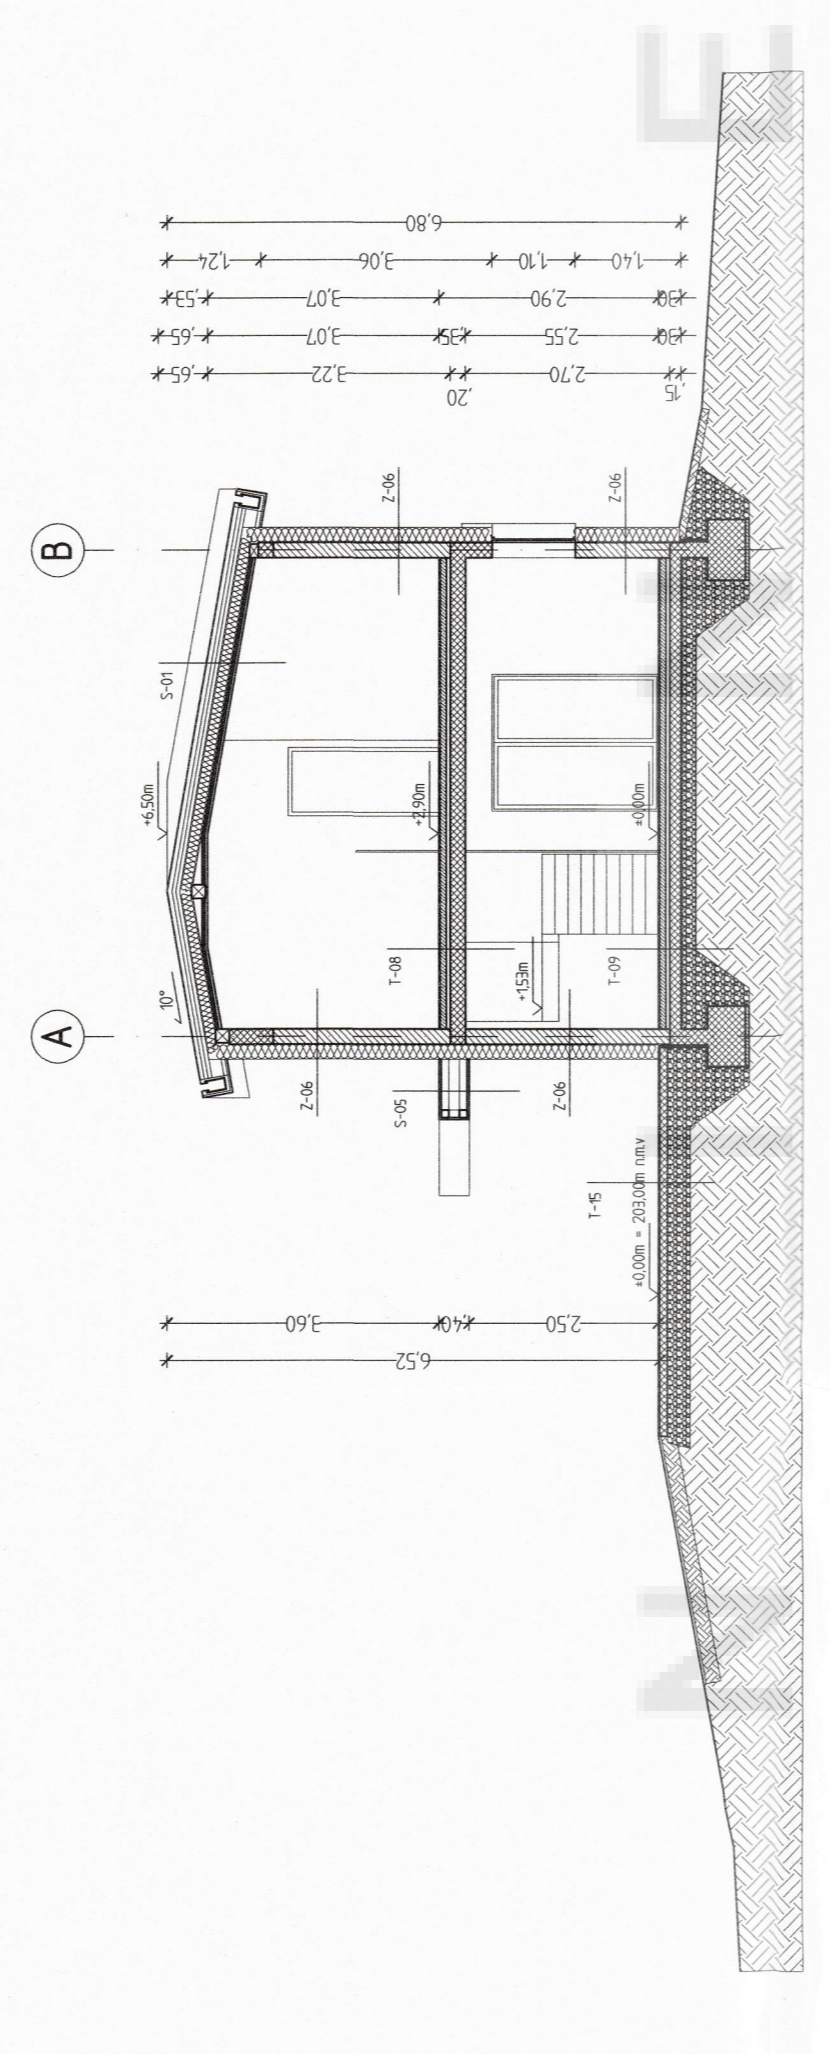 6,80
1,24 3,06 1,10 1,40
,53 3,07 2,90 ,30
,65 3,07 ,35 2,55 ,30
,65 3,22 ,20 2,70 ,15
Z-06
Z-06
B
S-01
+6,50m
+2,90m
±0,00m
T-08
+1,53m
T-09
10°
A
Z-06
S-05
Z-06
T-15
±0,00m = 203,00m n.m.v
3,60 ,40 2,50
6,52